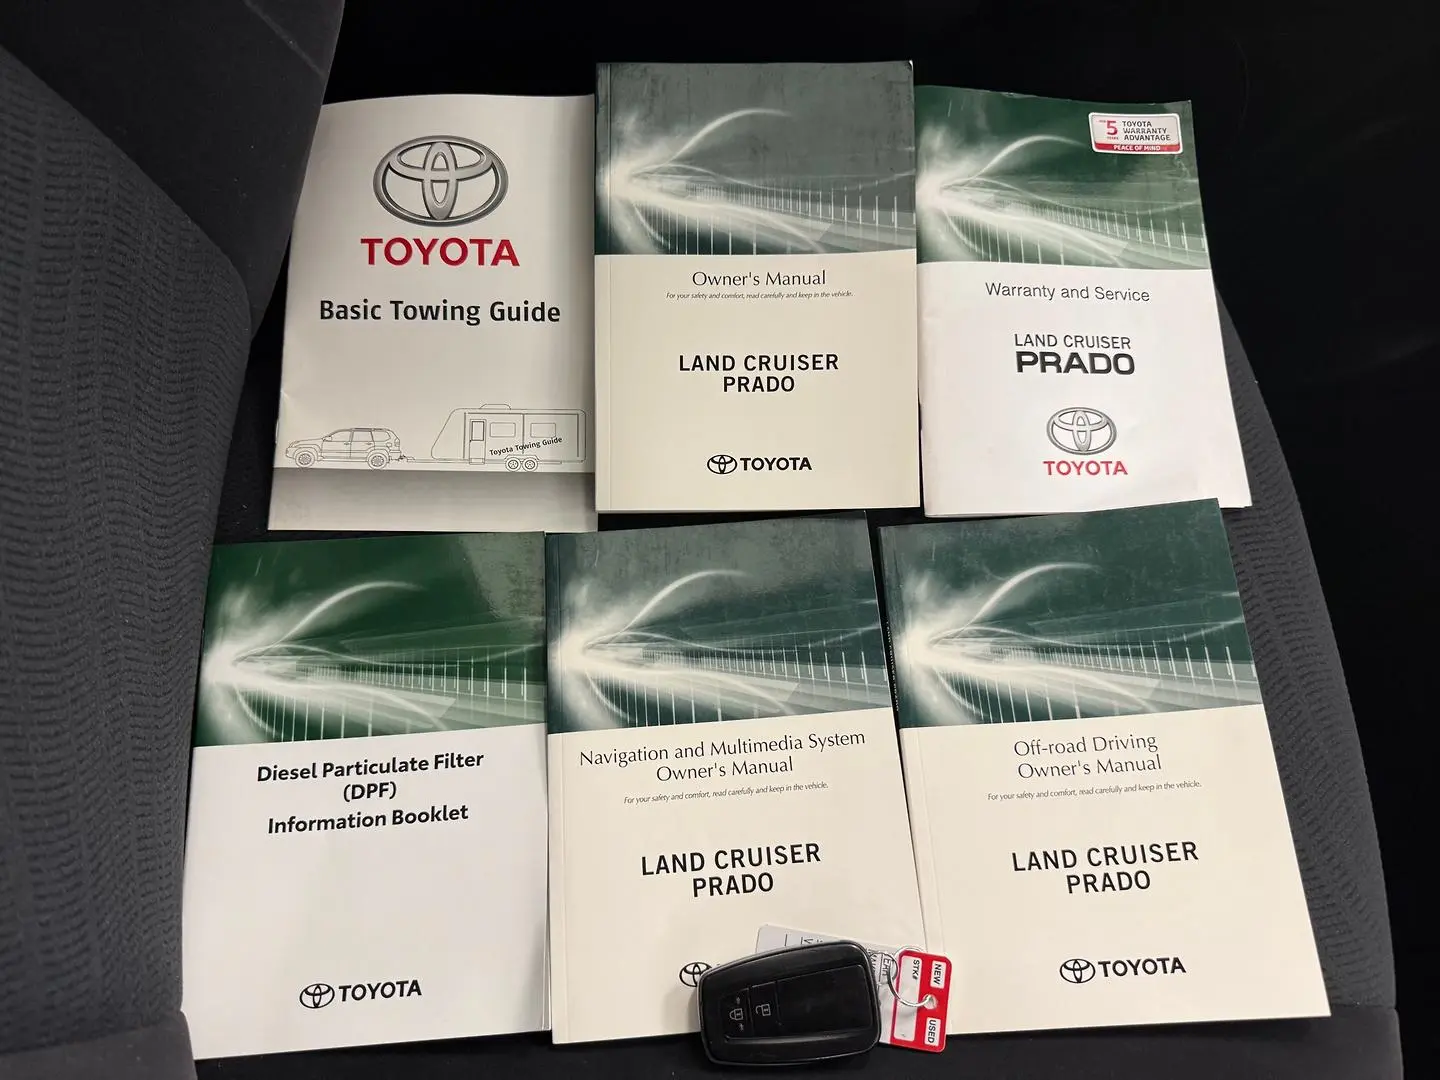 TOYOTA
Basic Towing Guide
Toyota Towing Guide
Owner's Manual
For your safety and comfort, read carefully and keep in the vehicle.
LAND CRUISER
PRADO
TOYOTA
5
YEARS
TOYOTA
WARRANTY
ADVANTAGE
PEACE OF MIND
Warranty and Service
LAND CRUISER
PRADO
TOYOTA
Diesel Particulate Filter
(DPF)
Information Booklet
TOYOTA
Navigation and Multimedia System
Owner's Manual
For your safety and comfort, read carefully and keep in the vehicle.
LAND CRUISER
PRADO
Off-road Driving
Owner's Manual
For your safety and comfort, read carefully and keep in the vehicle.
LAND CRUISER
PRADO
TOYOTA
NEW
STK#
USED